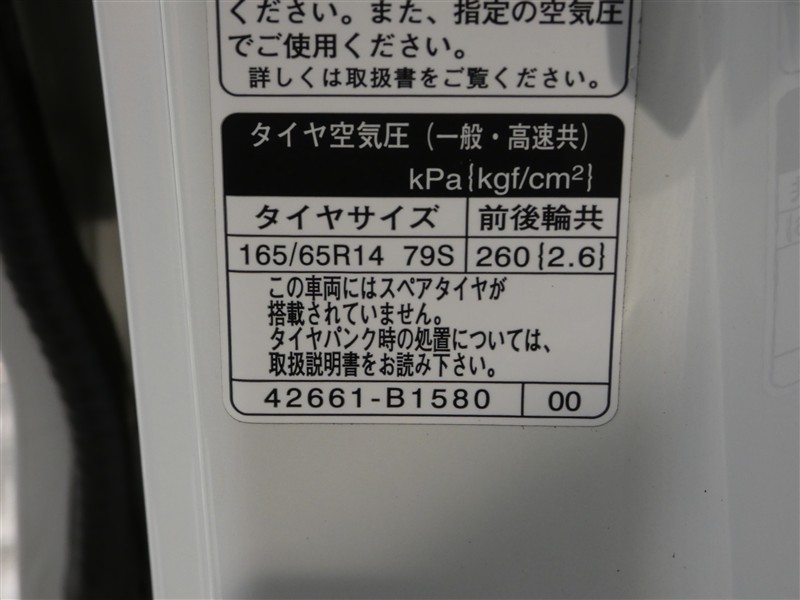 ください。また、指定の空気圧
でご使用ください。
詳しくは取扱書をご覧ください。
タイヤ空気圧（一般・高速共）
kPa{kgf/cm²}
タイヤサイズ 前後輪共
165/65R14 79S 260{2.6}
この車両にはスペアタイヤが
搭載されていません。
タイヤパンク時の処置については、
取扱説明書をお読み下さい。
42661-B1580 00